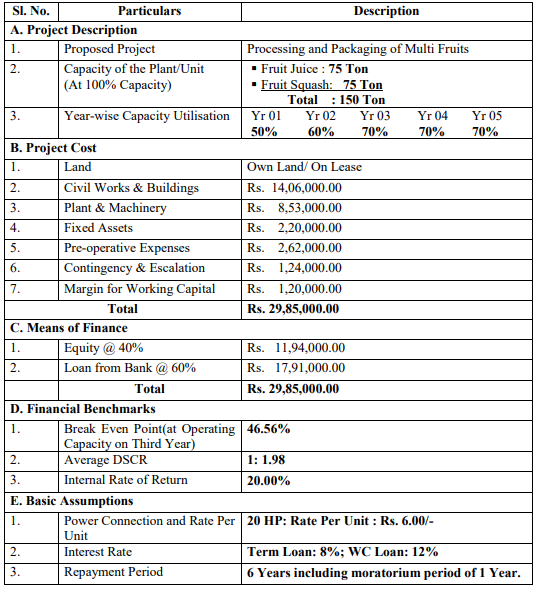 Sl. No. Particulars Description
A. Project Description
1. Proposed Project Processing and Packaging of Multi Fruits
2. Capacity of the Plant/Unit ▪ Fruit Juice : 75 Ton
(At 100% Capacity) ▪ Fruit Squash: 75 Ton
Total : 150 Ton
3. Year-wise Capacity Utilisation Yr 01 Yr 02 Yr 03 Yr 04 Yr 05
50% 60% 70% 70% 70%
B. Project Cost
1. Land Own Land/ On Lease
2. Civil Works & Buildings Rs. 14,06,000.00
3. Plant & Machinery Rs. 8,53,000.00
4. Fixed Assets Rs. 2,20,000.00
5. Pre-operative Expenses Rs. 2,62,000.00
6. Contingency & Escalation Rs. 1,24,000.00
7. Margin for Working Capital Rs. 1,20,000.00
Total Rs. 29,85,000.00
C. Means of Finance
1. Equity @ 40% Rs. 11,94,000.00
2. Loan from Bank @ 60% Rs. 17,91,000.00
Total Rs. 29,85,000.00
D. Financial Benchmarks
1. Break Even Point(at Operating 46.56%
Capacity on Third Year)
2. Average DSCR 1: 1.98
3. Internal Rate of Return 20.00%
E. Basic Assumptions
1. Power Connection and Rate Per 20 HP: Rate Per Unit : Rs. 6.00/-
Unit
2. Interest Rate Term Loan: 8%; WC Loan: 12%
3. Repayment Period 6 Years including moratorium period of 1 Year.